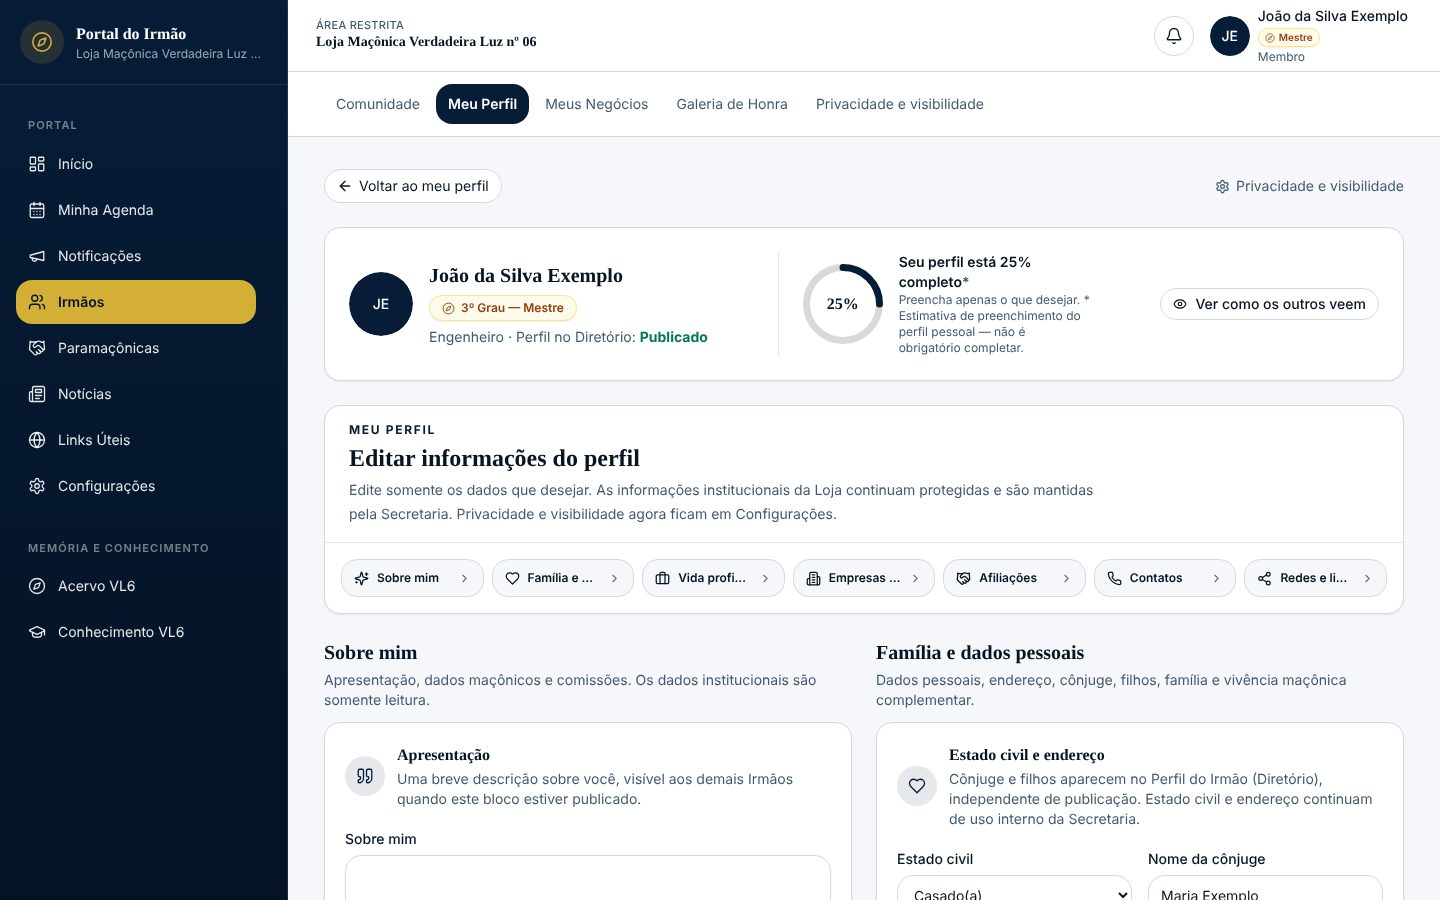 Portal do Irmão
Loja Maçônica Verdadeira Luz ...
PORTAL
Início
Minha Agenda
Notificações
Irmãos
Paramaçônicas
Notícias
Links Úteis
Configurações
MEMÓRIA E CONHECIMENTO
Acervo VL6
Conhecimento VL6
ÁREA RESTRITA
Loja Maçônica Verdadeira Luz nº 06
JE
João da Silva Exemplo
Mestre
Membro
Comunidade
Meu Perfil
Meus Negócios
Galeria de Honra
Privacidade e visibilidade
Voltar ao meu perfil
Privacidade e visibilidade
JE
João da Silva Exemplo
3º Grau — Mestre
Engenheiro · Perfil no Diretório: Publicado
25%
Seu perfil está 25%
completo*
Preencha apenas o que desejar. *
Estimativa de preenchimento do
perfil pessoal — não é
obrigatório completar.
Ver como os outros veem
MEU PERFIL
Editar informações do perfil
Edite somente os dados que desejar. As informações institucionais da Loja continuam protegidas e são mantidas
pela Secretaria. Privacidade e visibilidade agora ficam em Configurações.
Sobre mim
Família e ...
Vida profi...
Empresas ...
Afiliações
Contatos
Redes e li...
Sobre mim
Apresentação, dados maçônicos e comissões. Os dados institucionais são
somente leitura.
Apresentação
Uma breve descrição sobre você, visível aos demais Irmãos
quando este bloco estiver publicado.
Sobre mim
Família e dados pessoais
Dados pessoais, endereço, cônjuge, filhos, família e vivência maçônica
complementar.
Estado civil e endereço
Cônjuge e filhos aparecem no Perfil do Irmão (Diretório),
independente de publicação. Estado civil e endereço continuam
de uso interno da Secretaria.
Estado civil
Casado(a)
Nome da cônjuge
Maria Exemplo